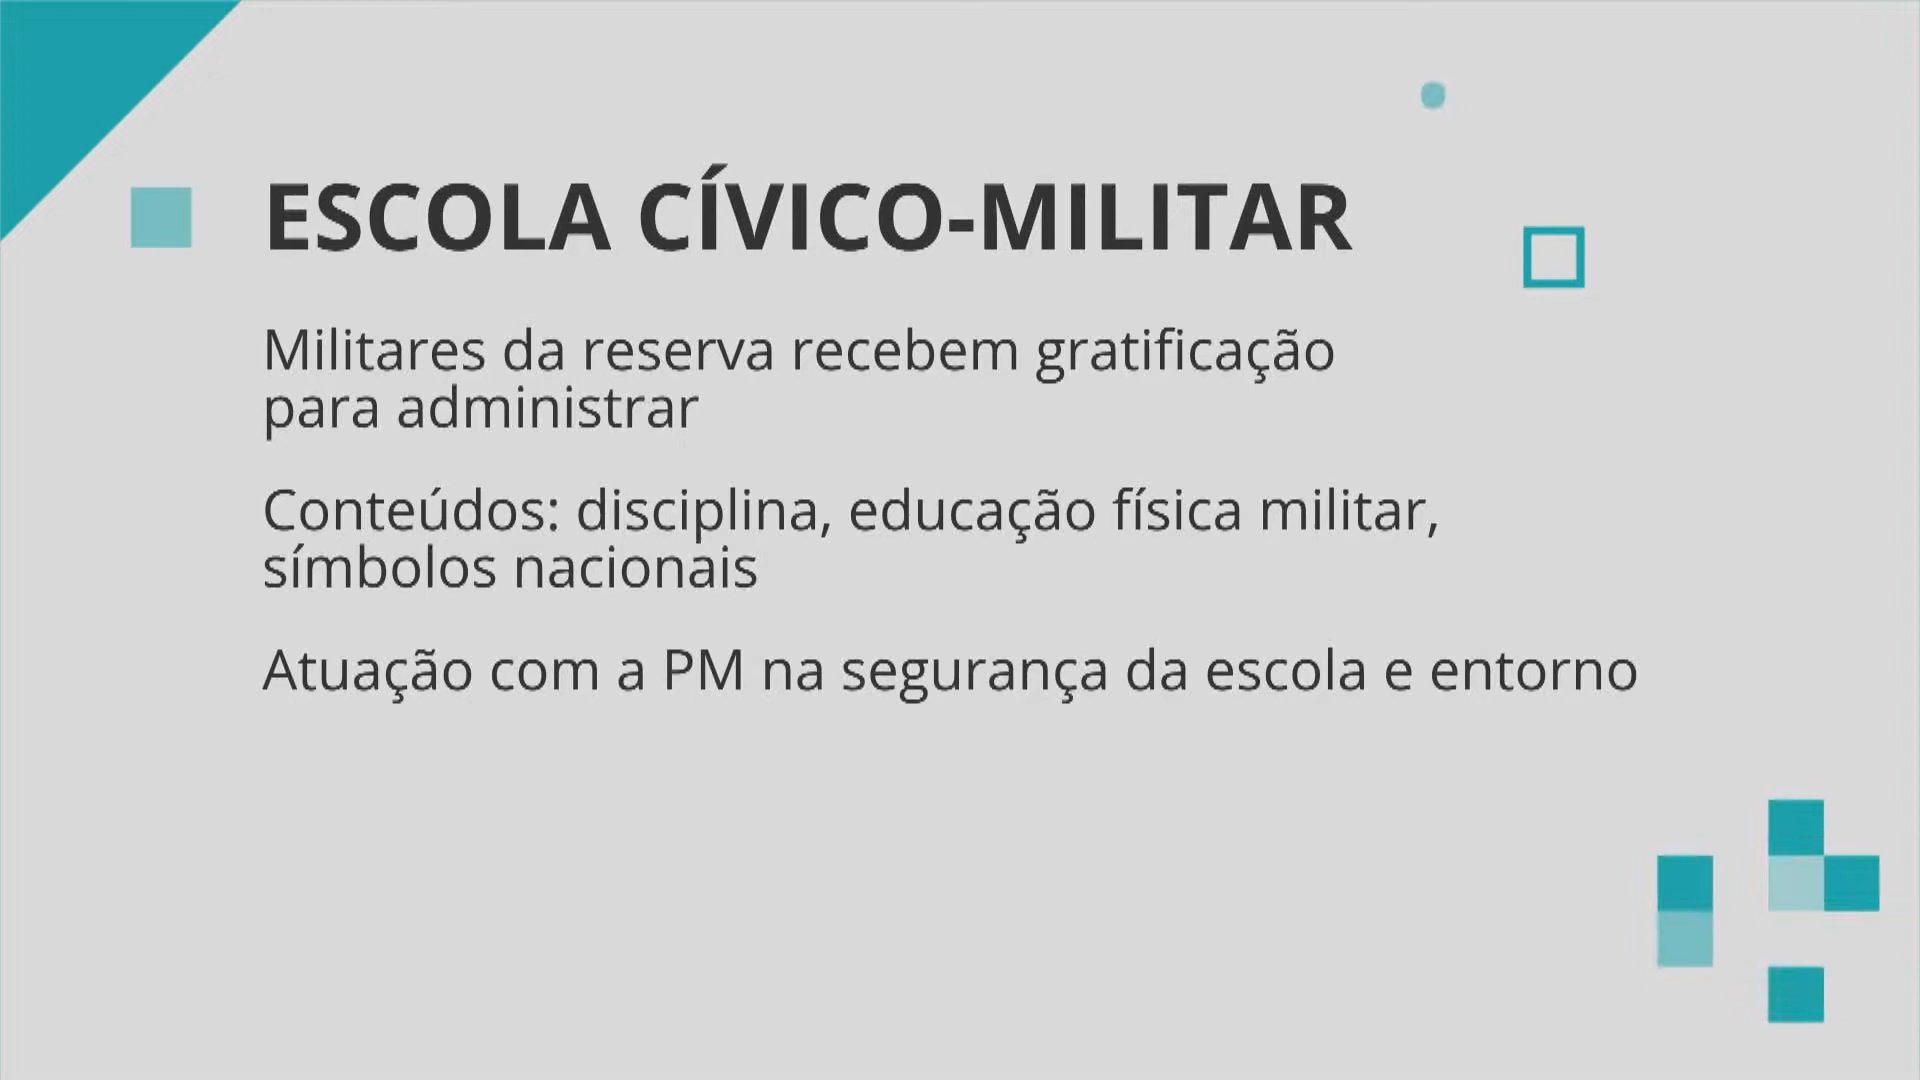 ESCOLA CÍVICO-MILITAR
Militares da reserva recebem gratificação
para administrar
Conteúdos: disciplina, educação física militar,
símbolos nacionais
Atuação com a PM na segurança da escola e entorno